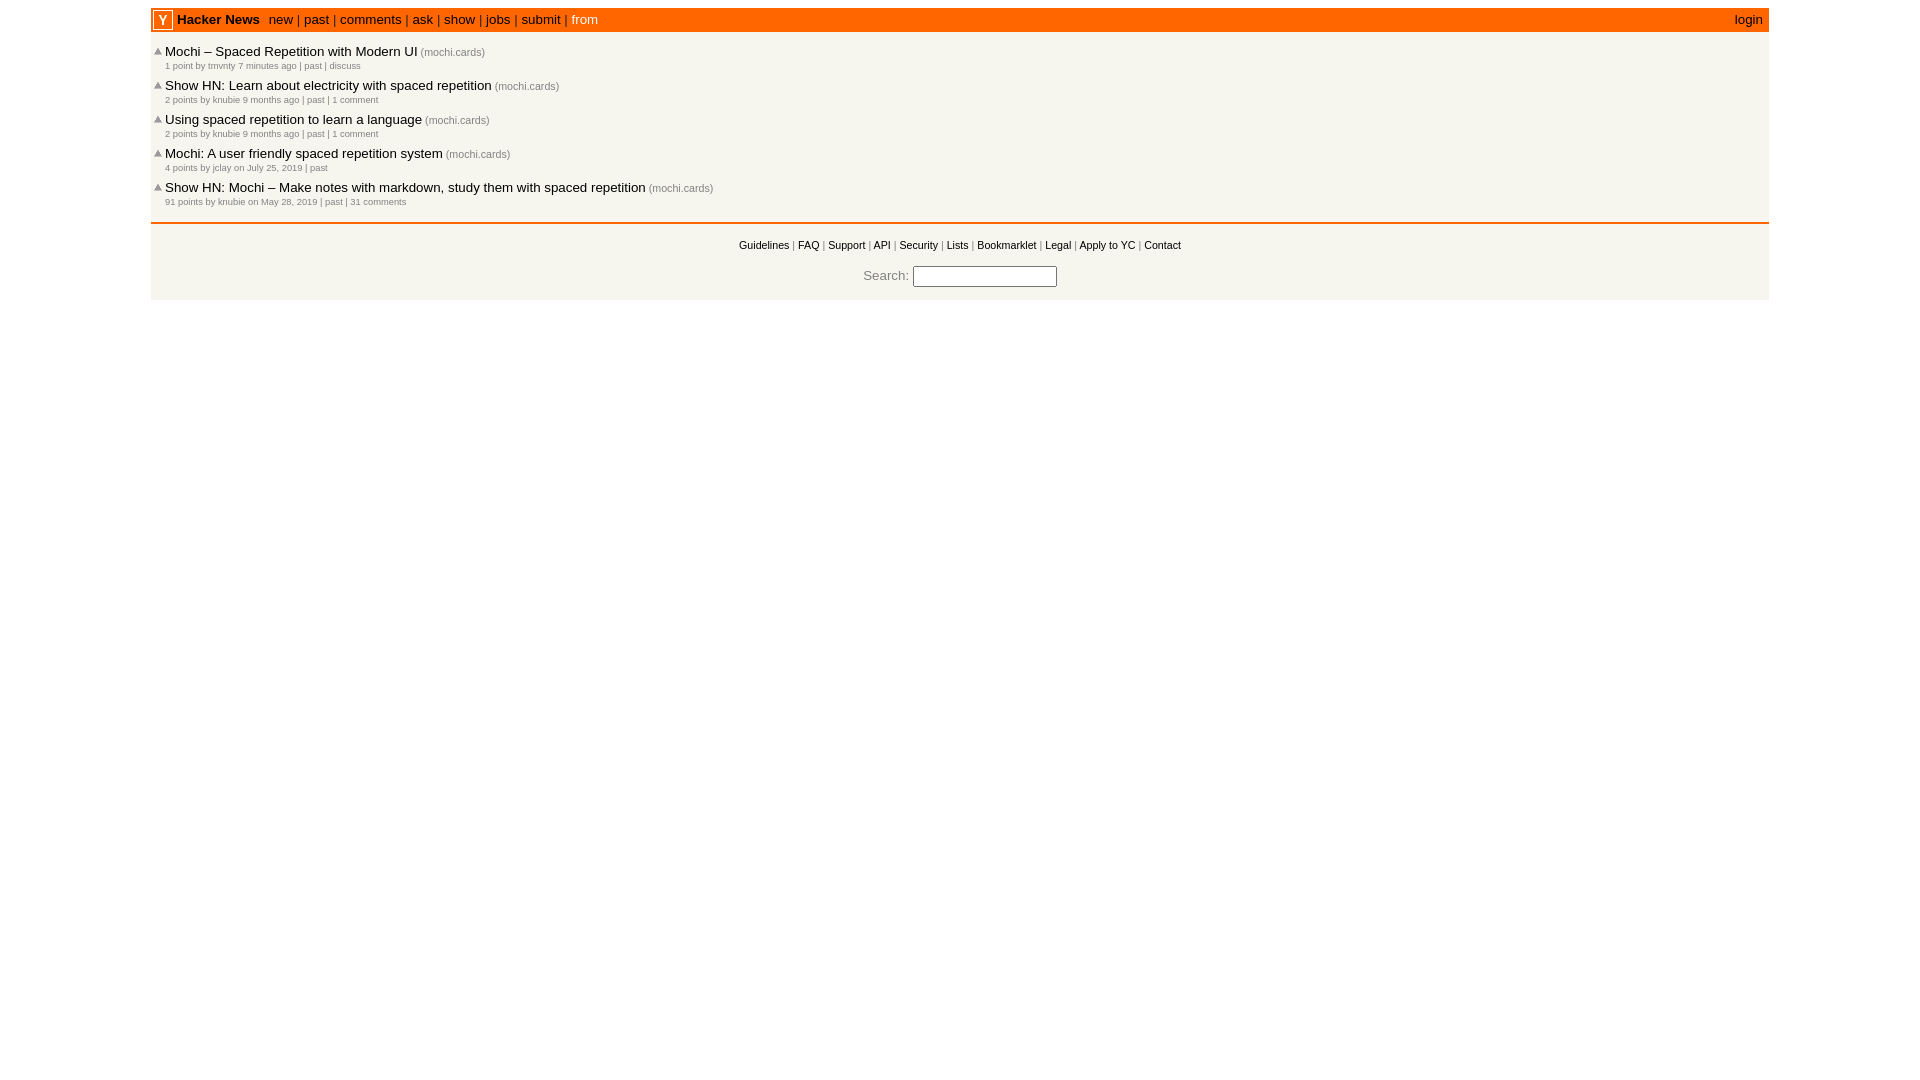 Y Hacker News new | past | comments | ask | show | jobs | submit | from login
Mochi – Spaced Repetition with Modern UI (mochi.cards)
1 point by tmvnty 7 minutes ago | past | discuss
Show HN: Learn about electricity with spaced repetition (mochi.cards)
2 points by knubie 9 months ago | past | 1 comment
Using spaced repetition to learn a language (mochi.cards)
2 points by knubie 9 months ago | past | 1 comment
Mochi: A user friendly spaced repetition system (mochi.cards)
4 points by jclay on July 25, 2019 | past
Show HN: Mochi – Make notes with markdown, study them with spaced repetition (mochi.cards)
91 points by knubie on May 28, 2019 | past | 31 comments
Guidelines | FAQ | Support | API | Security | Lists | Bookmarklet | Legal | Apply to YC | Contact
Search: